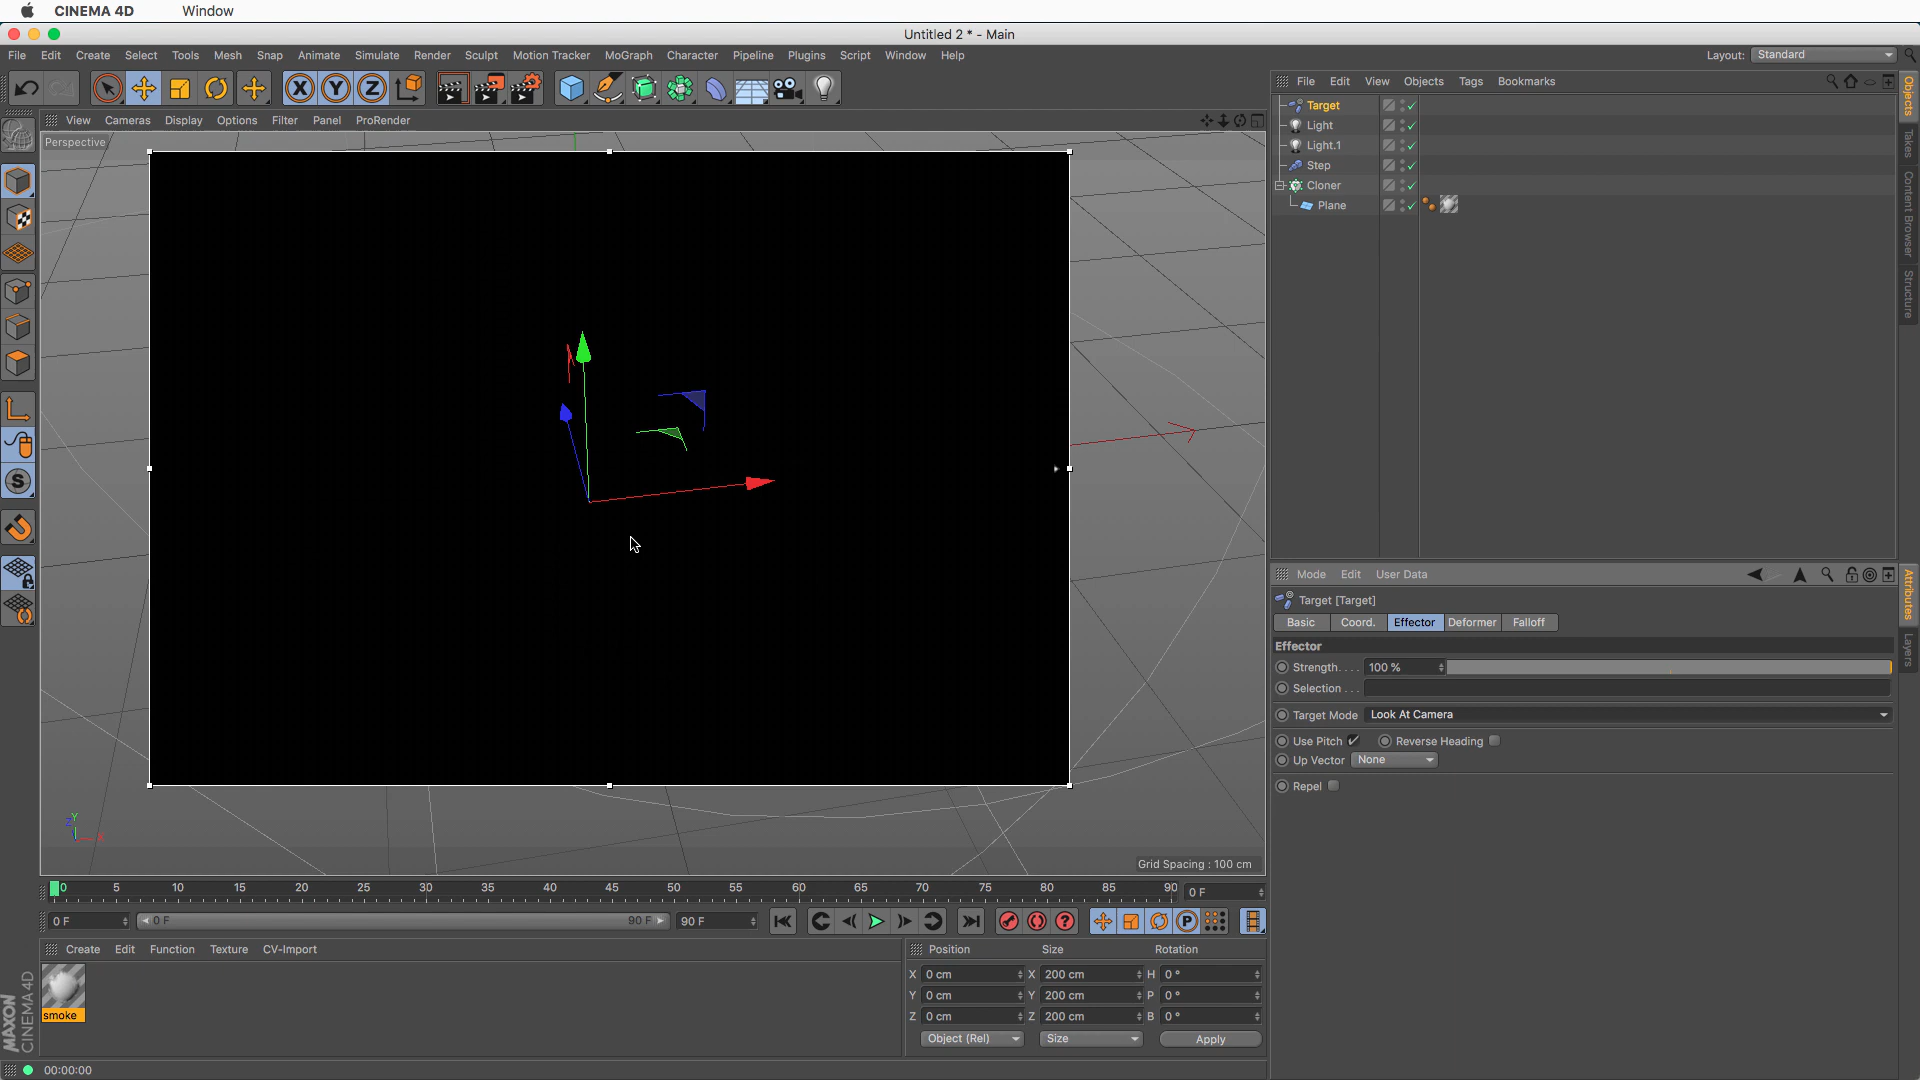 CINEMA 4D Window
Untitled 2 * - Main
File Edit Create Select Tools Mesh Snap Animate Simulate Render Sculpt Motion Tracker MoGraph Character Pipeline Plugins Script Window Help
Layout: Standard
View Cameras Display Options Filter Panel ProRender
Perspective
Grid Spacing : 100 cm
File Edit View Objects Tags Bookmarks
Target
Light
Light.1
Step
Cloner
Plane
Objects
Takes
Content Browser
Structure
Mode Edit User Data
Target [Target]
Basic Coord. Effector Deformer Falloff
Effector
Strength. . . . 100 %
Selection . . .
Target Mode Look At Camera
Use Pitch Reverse Heading
Up Vector None
Repel
Attributes
Layers
0 5 10 15 20 25 30 35 40 45 50 55 60 65 70 75 80 85 90 0 F
0 F 0 F 90 F 90 F
Create Edit Function Texture CV-Import
smoke
Position Size Rotation
X 0 cm X 200 cm H 0 °
Y 0 cm Y 200 cm P 0 °
Z 0 cm Z 200 cm B 0 °
Object (Rel) Size Apply
MAXON
CINEMA 4D
00:00:00
X Y Z
S
P
Y
Z
X